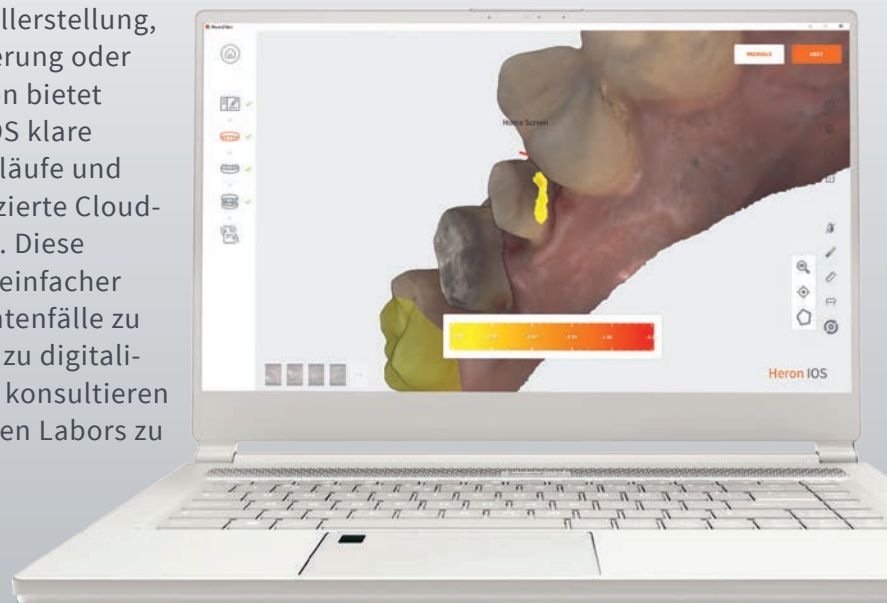 llerstellung,
erung oder
on bietet
OS klare
läufe und
zierte Cloud-
. Diese
einfacher
ntenfälle zu
zu digitali-
konsultieren
en Labors zu
PREVIOUS
NEXT
Home Screen
Heron IOS